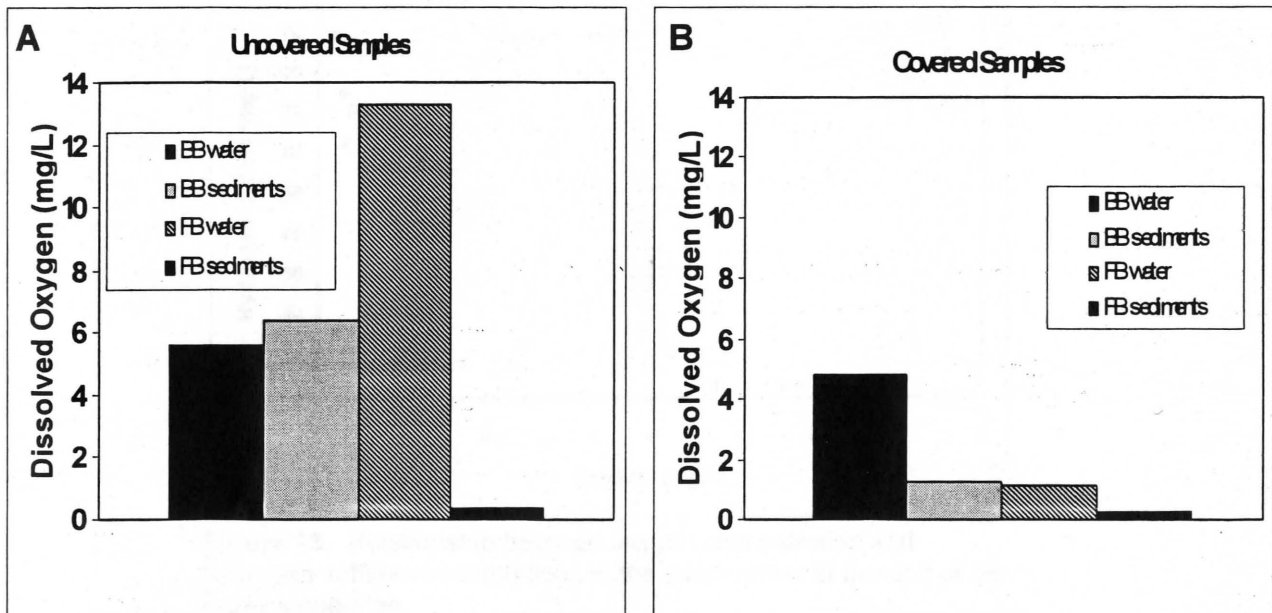 A
Uncovered Samples
Dissolved Oxygen (mg/L)
14
12
10
8
6
4
2
0
BB water
BB sediments
FB water
FB sediments
B
Covered Samples
Dissolved Oxygen (mg/L)
14
12
10
8
6
4
2
0
BB water
BB sediments
FB water
FB sediments